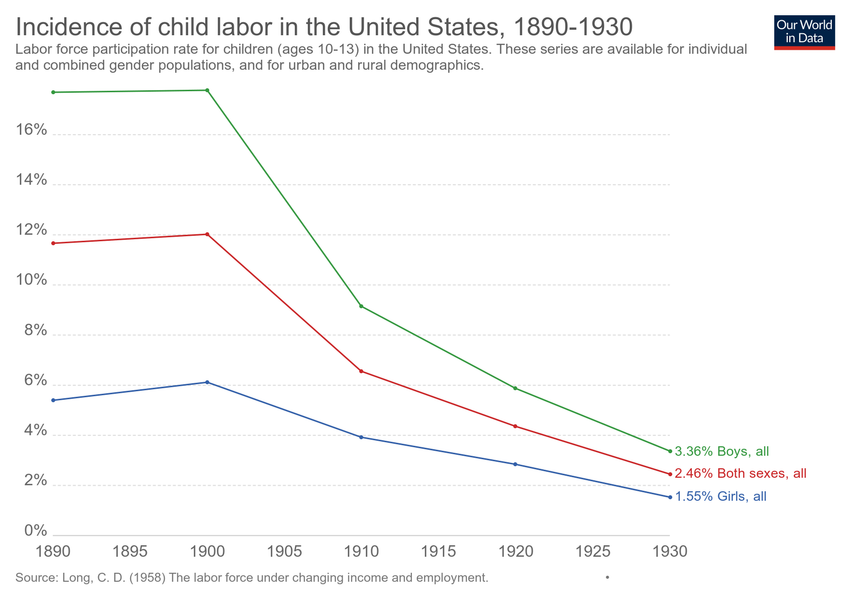 Incidence of child labor in the United States, 1890-1930
Our World
in Data
Labor force participation rate for children (ages 10-13) in the United States. These series are available for individual
and combined gender populations, and for urban and rural demographics.
16%
14%
12%
10%
8%
6%
4%
2%
0%
3.36% Boys, all
2.46% Both sexes, all
1.55% Girls, all
1890 1895 1900 1905 1910 1915 1920 1925 1930
Source: Long, C. D. (1958) The labor force under changing income and employment. •